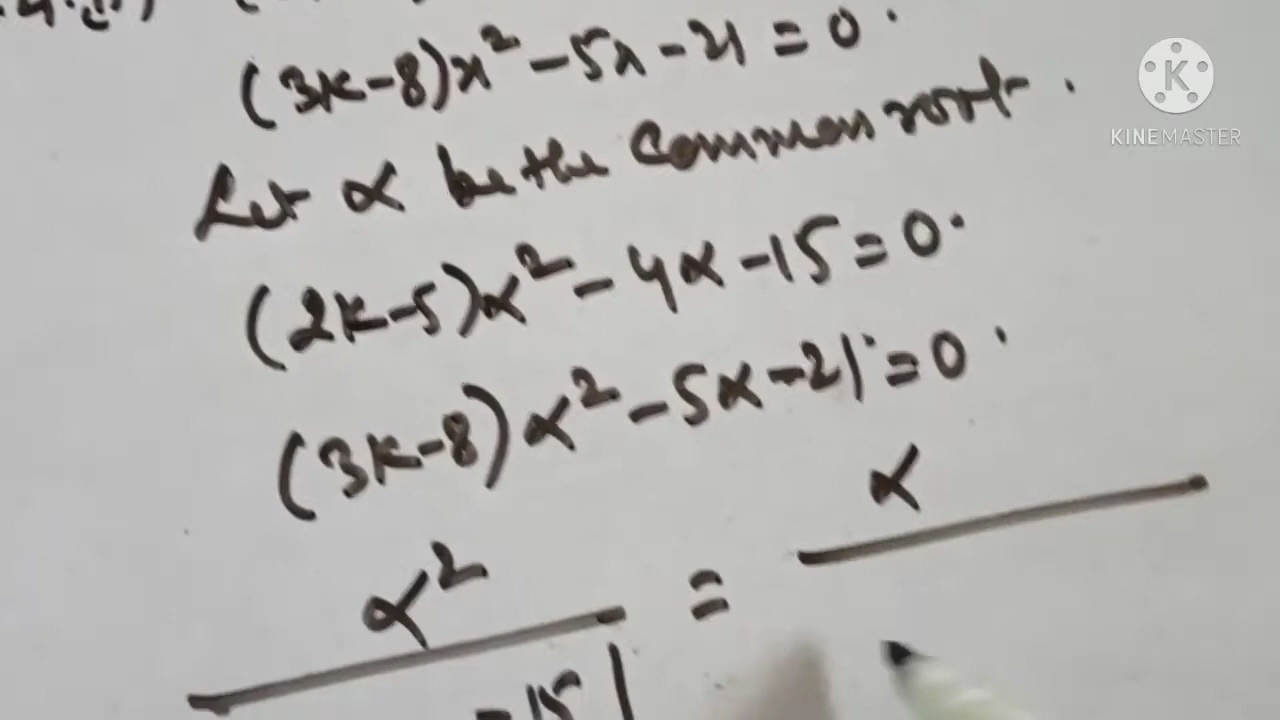 (3k-8)x² -5x-21 = 0.
K
KINEMASTER
Let α be the common root.
(2k-5)α² - 4α -15 = 0.
(3k-8)α² - 5α -21 = 0.
α² = α
-15|